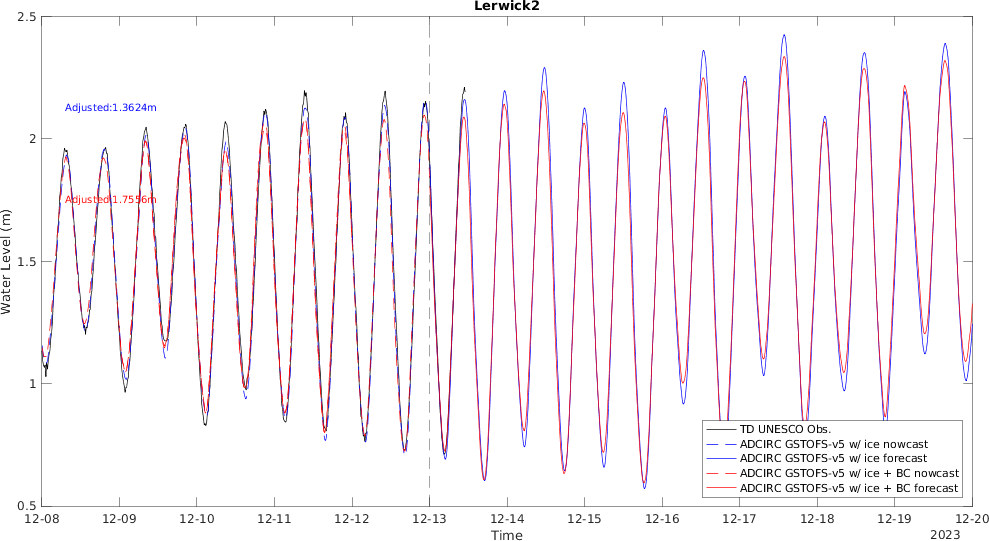 Lerwick2
2.5
2
1.5
1
0.5
Water Level (m)
Adjusted:1.3624m
Adjusted:1.7556m
TD UNESCO Obs.
ADCIRC GSTOFS-v5 w/ ice nowcast
ADCIRC GSTOFS-v5 w/ ice forecast
ADCIRC GSTOFS-v5 w/ ice + BC nowcast
ADCIRC GSTOFS-v5 w/ ice + BC forecast
12-08 12-09 12-10 12-11 12-12 12-13 12-14 12-15 12-16 12-17 12-18 12-19 12-20
Time
2023